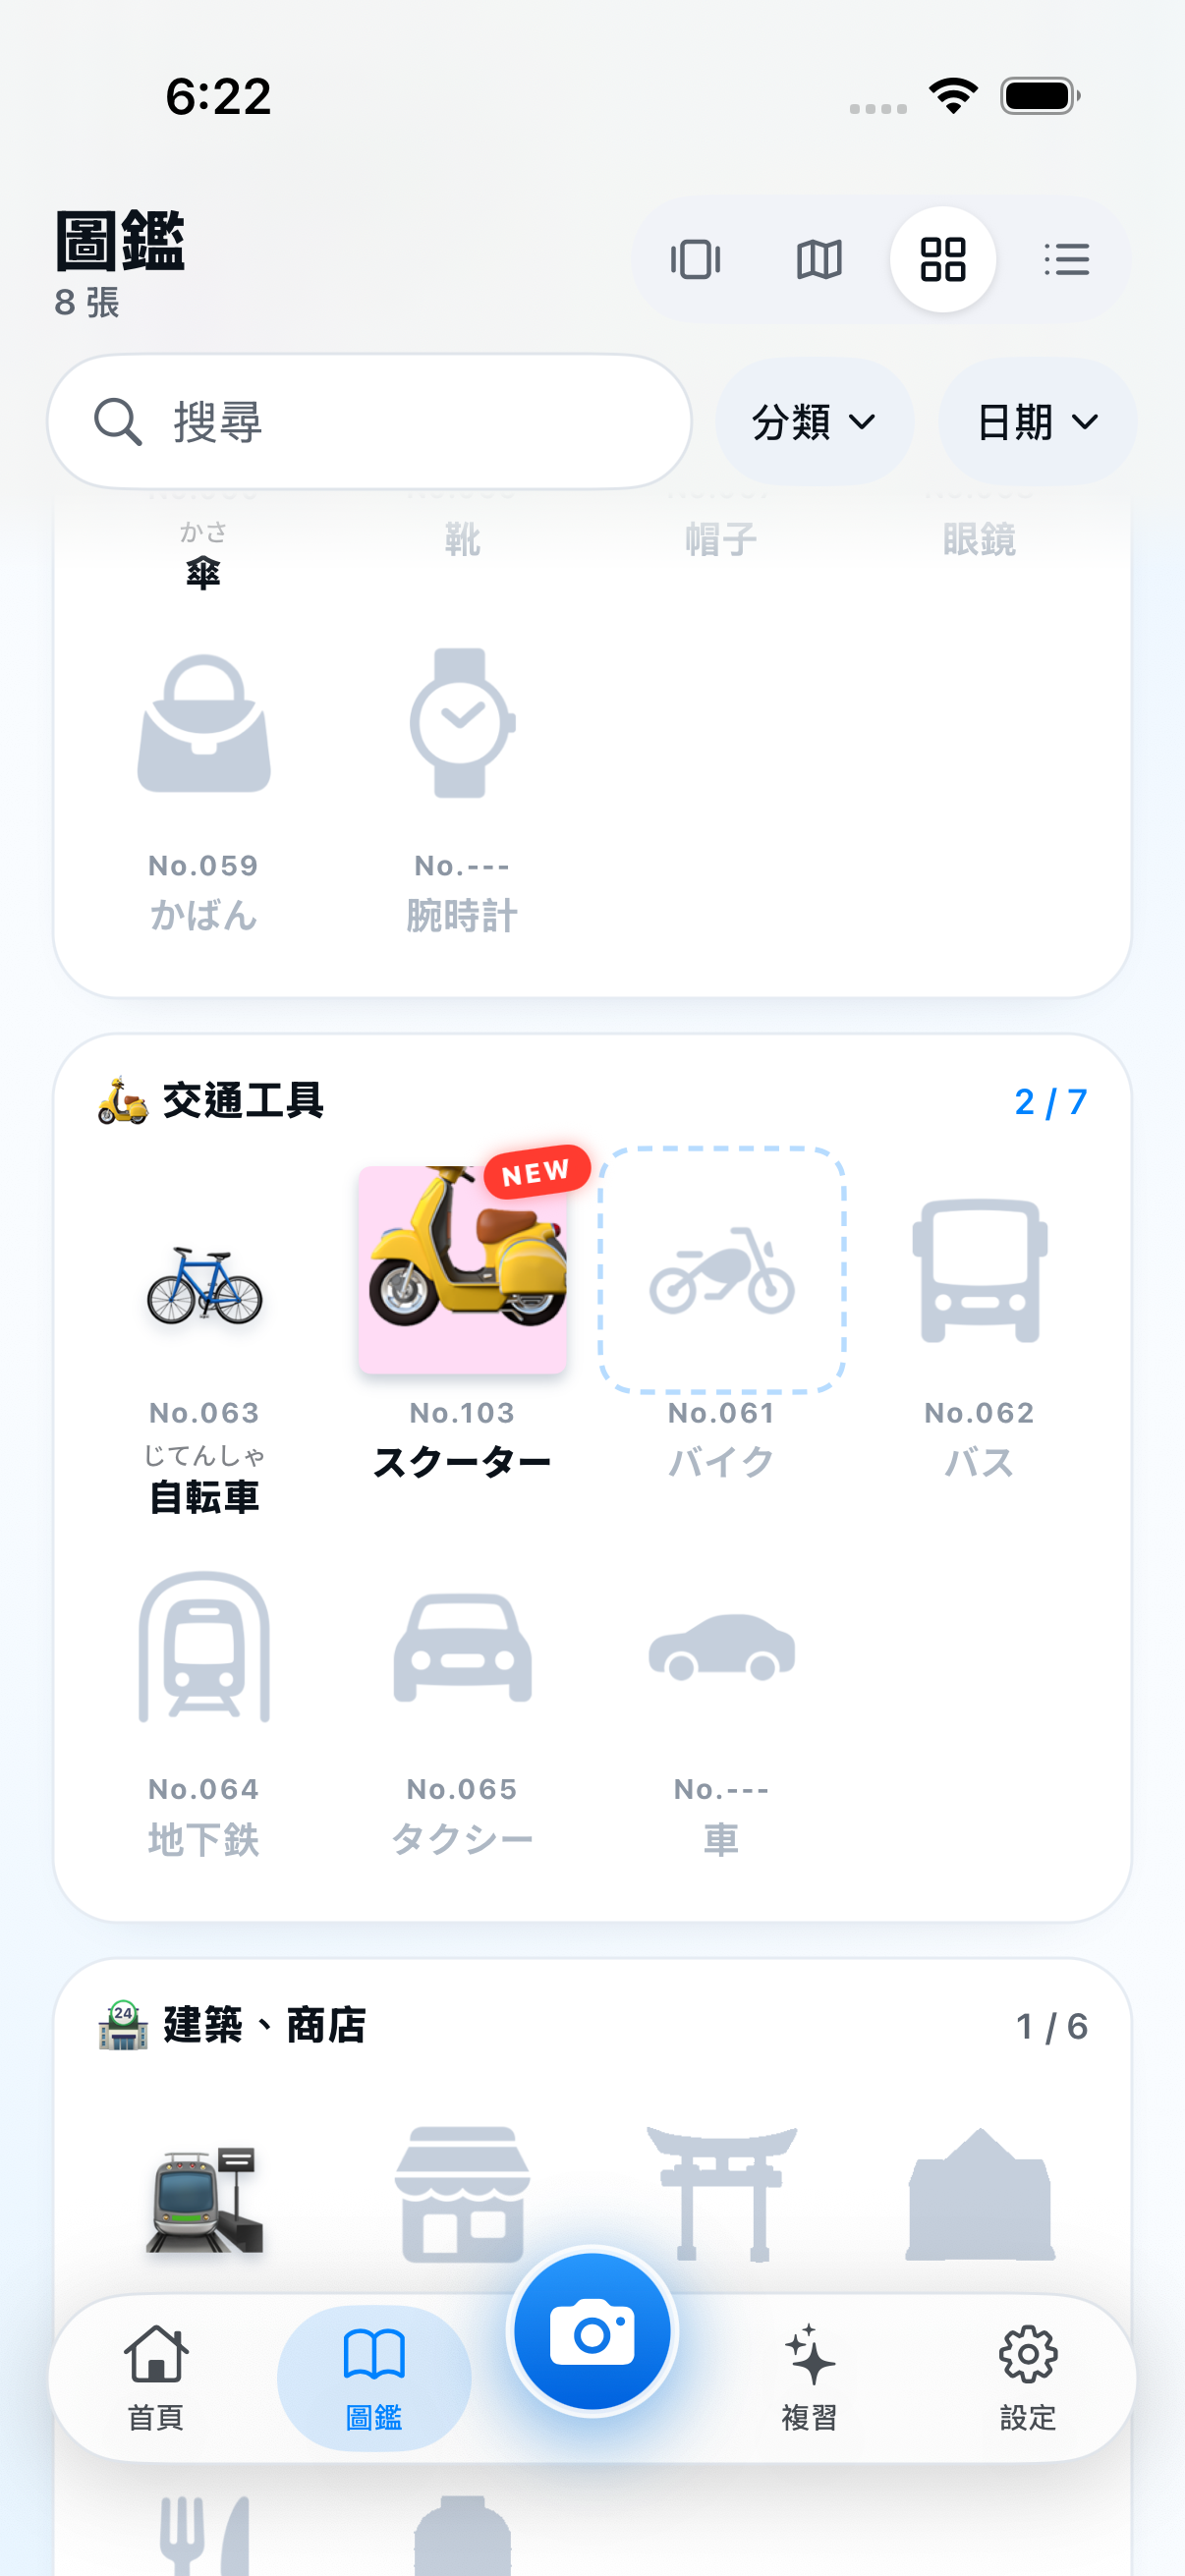 6:22
圖鑑
8 張
搜尋
分類
日期
かさ
傘
靴
帽子
眼鏡
No.059
No.---
かばん
腕時計
交通工具
2 / 7
NEW
No.063
No.103
No.061
No.062
じてんしゃ
自転車
スクーター
バイク
バス
No.064
No.065
No.---
地下鉄
タクシー
車
24
建築、商店
1 / 6
首頁
圖鑑
複習
設定